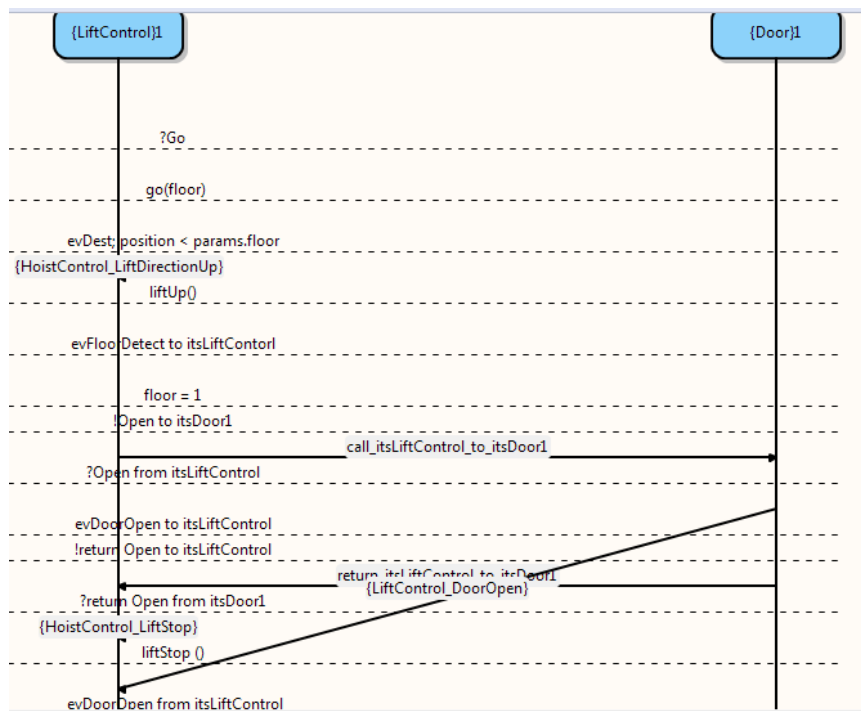 {LiftControl}1
{Door}1
?Go
go(floor)
evDest; position < params.floor
{HoistControl_LiftDirectionUp}
liftUp()
evFloorDetect to itsLiftContorl
floor = 1
!Open to itsDoor1
call_itsLiftControl_to_itsDoor1
?Open from itsLiftControl
evDoorOpen to itsLiftControl
!return Open to itsLiftControl
return_itsLiftControl_to_itsDoor1
{LiftControl_DoorOpen}
?return Open from itsDoor1
{HoistControl_LiftStop}
liftStop ()
evDoorOpen from itsLiftControl